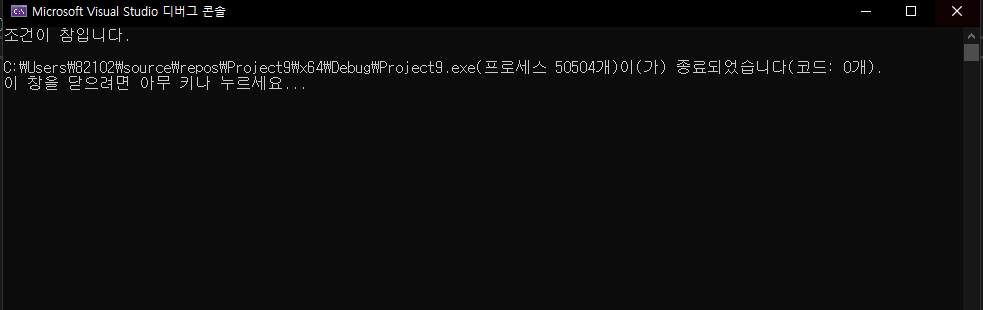 Microsoft Visual Studio 디버그 콘솔
조건이 참입니다.
C:₩Users₩82102₩source₩repos₩Project9₩x64₩Debug₩Project9.exe(프로세스 50504개)이(가) 종료되었습니다(코드: 0개).
이 창을 닫으려면 아무 키나 누르세요...